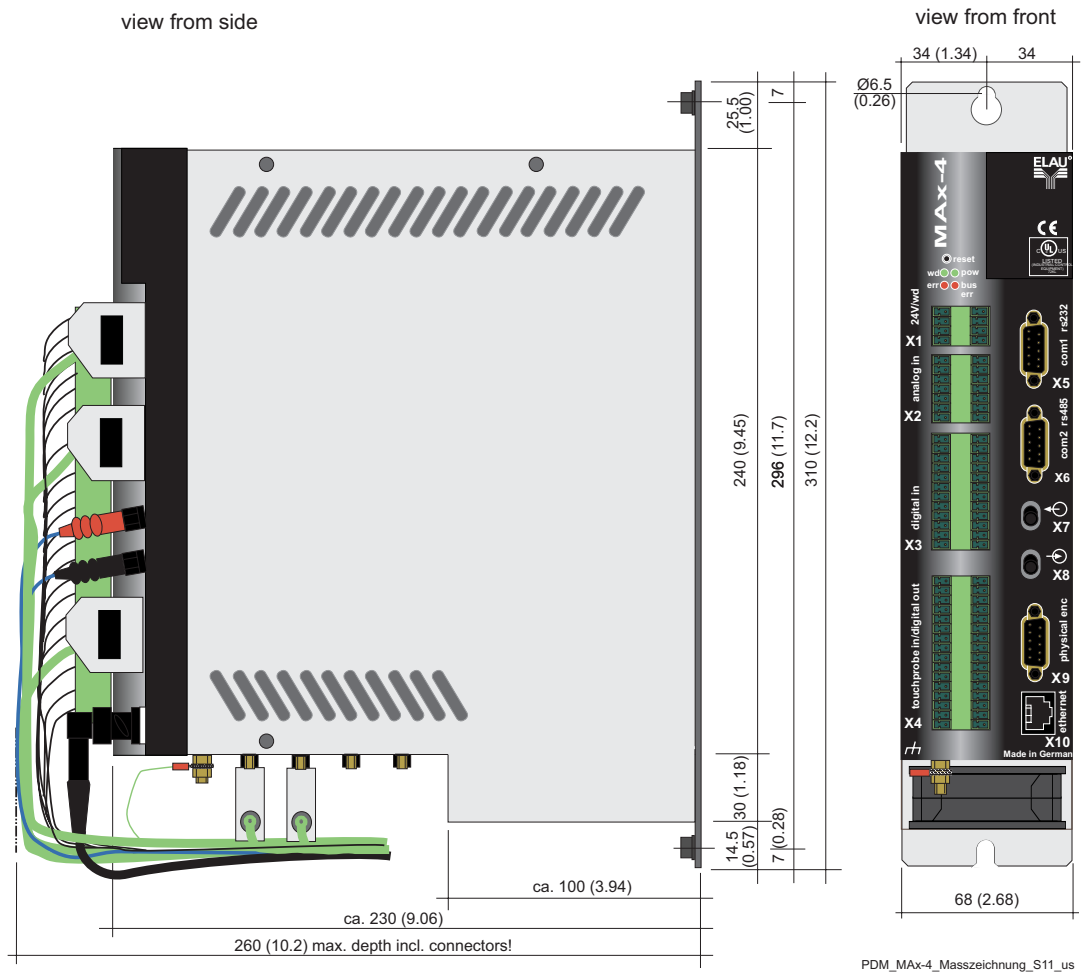 view from side
view from front
34 (1.34)
34
Ø6.5
(0.26)
25.5
(1.00)
7
240 (9.45)
296 (11.7)
310 (12.2)
30 (1.18)
14.5
(0.57)
7 (0.28)
ca. 100 (3.94)
ca. 230 (9.06)
260 (10.2) max. depth incl. connectors!
68 (2.68)
ELAU
MAx-4
CE
C UL US
LISTED
reset
wd
pow
err
bus
err
24V/wd
X1
analog in
X2
digital in
X3
touchprobe in/digital out
X4
com1 rs232
X5
com2 rs485
X6
X7
X8
physical enc
X9
ethernet
X10
Made in German
PDM_MAx-4_Masszeichnung_S11_us